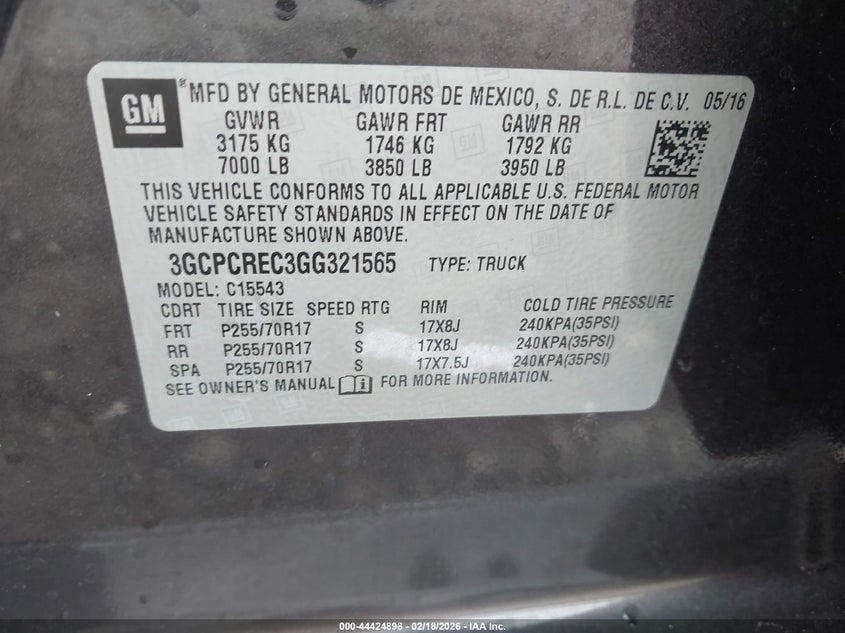 GM ® MFD BY GENERAL MOTORS DE MEXICO, S. DE R.L. DE C.V. 05/16
GVWR GAWR FRT GAWR RR
3175 KG 1746 KG 1792 KG
7000 LB 3850 LB 3950 LB
THIS VEHICLE CONFORMS TO ALL APPLICABLE U.S. FEDERAL MOTOR
VEHICLE SAFETY STANDARDS IN EFFECT ON THE DATE OF
MANUFACTURE SHOWN ABOVE.
3GCPCREC3GG321565 TYPE: TRUCK
MODEL: C15543
CDRT TIRE SIZE SPEED RTG RIM COLD TIRE PRESSURE
FRT P255/70R17 S 17X8J 240KPA(35PSI)
RR P255/70R17 S 17X8J 240KPA(35PSI)
SPA P255/70R17 S 17X7.5J 240KPA(35PSI)
SEE OWNER'S MANUAL i FOR MORE INFORMATION.
000-44424898 - 02/18/2026 - IAA Inc.